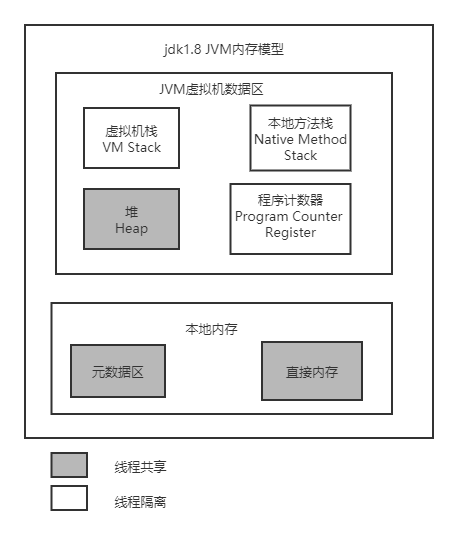 jdk1.8 JVM内存模型
JVM虚拟机数据区
虚拟机栈
VM Stack
本地方法栈
Native Method
Stack
堆
Heap
程序计数器
Program Counter
Register
本地内存
元数据区
直接内存
线程共享
线程隔离